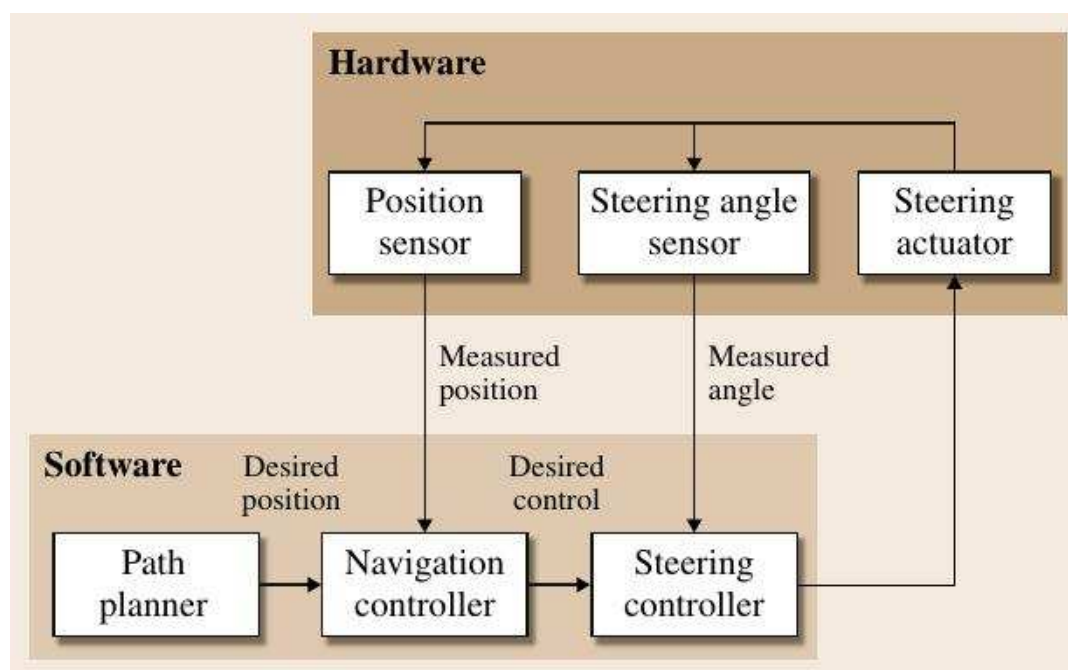 Hardware
Position
sensor
Steering angle
sensor
Steering
actuator
Measured
position
Measured
angle
Software
Desired
position
Desired
control
Path
planner
Navigation
controller
Steering
controller